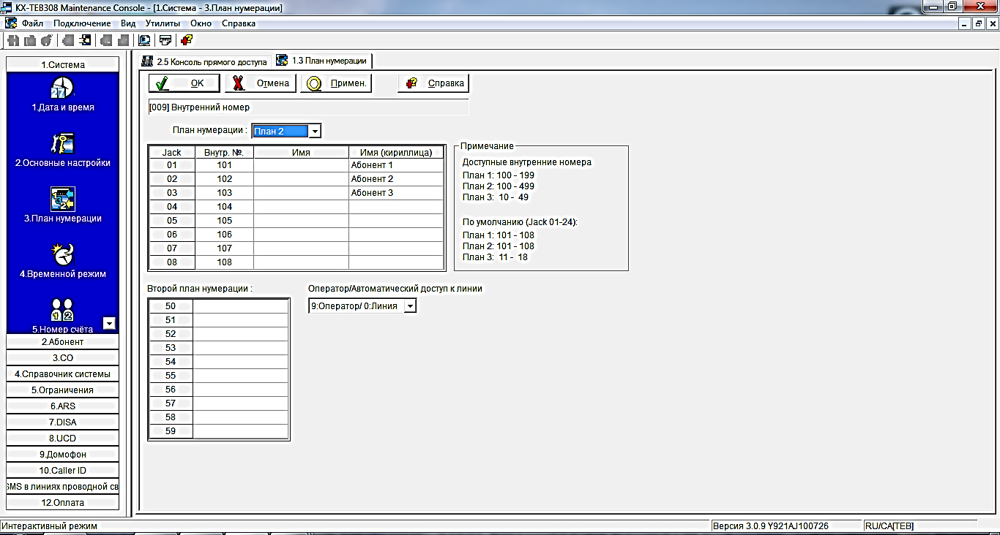 KX-TEB308 Maintenance Console - [1.Система - 3.План нумерации]
Файл Подключение Вид Утилиты Окно Справка
1.Система
1.Дата и время
2.Основные настройки
3.План нумерации
4.Временной режим
5.Номер счёта
2.Абонент
3.CO
4.Справочник системы
5.Ограничения
6.ARS
7.DISA
8.UCD
9.Домофон
10.Caller ID
SMS в линиях проводной св
12.Оплата
2.5 Консоль прямого доступа 1.3 План нумерации
OK Отмена Примен. Справка
[009] Внутренний номер
План нумерации : План 2
Jack Внутр. №. Имя Имя (кириллица)
01 101 Абонент 1
02 102 Абонент 2
03 103 Абонент 3
04 104
05 105
06 106
07 107
08 108
Примечание
Доступные внутренние номера
План 1: 100 - 199
План 2: 100 - 499
План 3: 10 - 49
По умолчанию (Jack 01-24):
План 1: 101 - 108
План 2: 101 - 108
План 3: 11 - 18
Второй план нумерации :
50
51
52
53
54
55
56
57
58
59
Оператор/Автоматический доступ к линии
9:Оператор/ 0:Линия
Интерактивный режим Версия 3.0.9 Y921AJ100726 RU/CA[TEB]